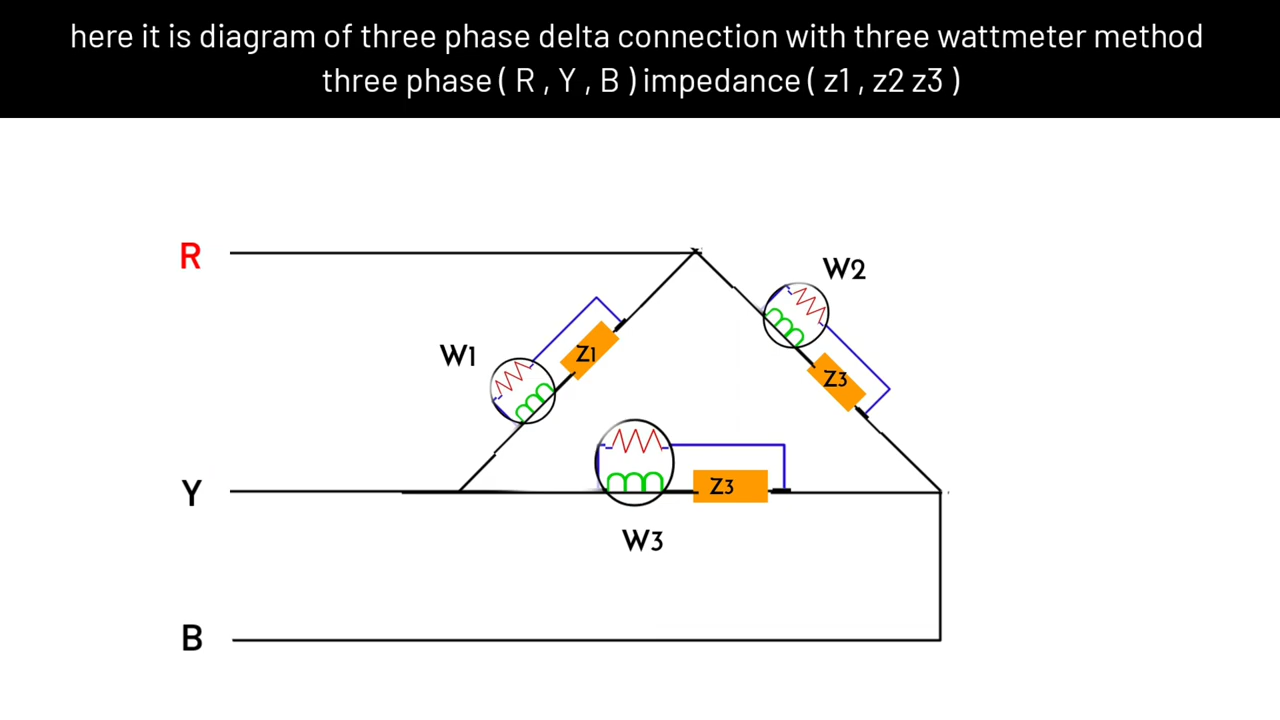 here it is diagram of three phase delta connection with three wattmeter method
three phase ( R , Y , B ) impedance ( z1 , z2 z3 )
R
W2
W1
Z1
Z3
Y
Z3
W3
B